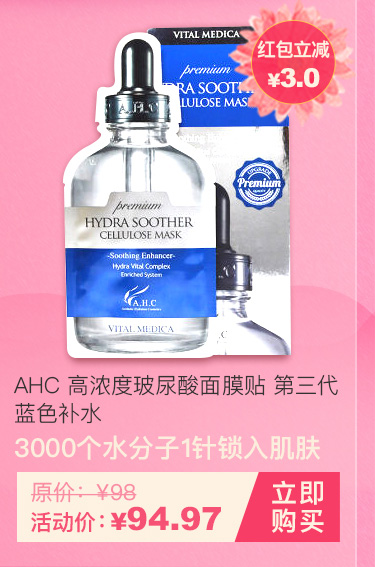 VITAL MEDICA
红包立减
¥3.0
premium
HYDRA SOOTHER
CELLULOSE MASK
UPGRADE
Premium
A.H.C
premium
HYDRA SOOTHER
CELLULOSE MASK
-Soothing Enhancer-
Hydra Vital Complex
Enriched System
A.H.C
VITAL MEDICA
AHC 高浓度玻尿酸面膜贴 第三代
蓝色补水
3000个水分子1针锁入肌肤
原价：¥98
活动价：¥94.97
立即
购买